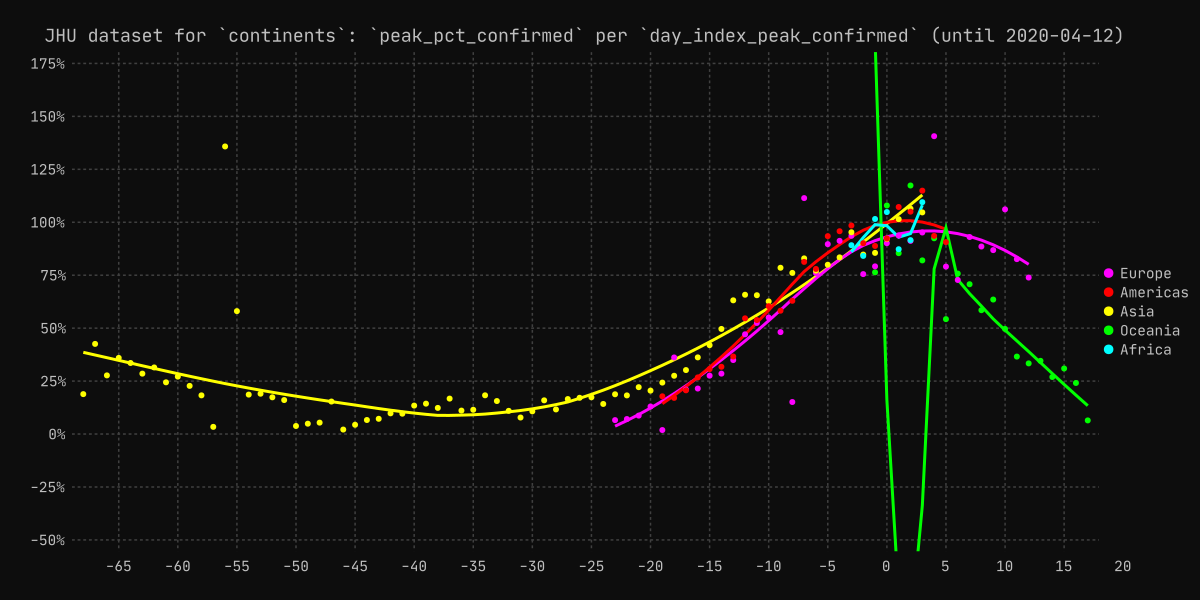 JHU dataset for `continents`: `peak_pct_confirmed` per `day_index_peak_confirmed` (until 2020-04-12)
175%
150%
125%
100%
75%
50%
25%
0%
-25%
-50%
-65 -60 -55 -50 -45 -40 -35 -30 -25 -20 -15 -10 -5 0 5 10 15 20
Europe
Americas
Asia
Oceania
Africa